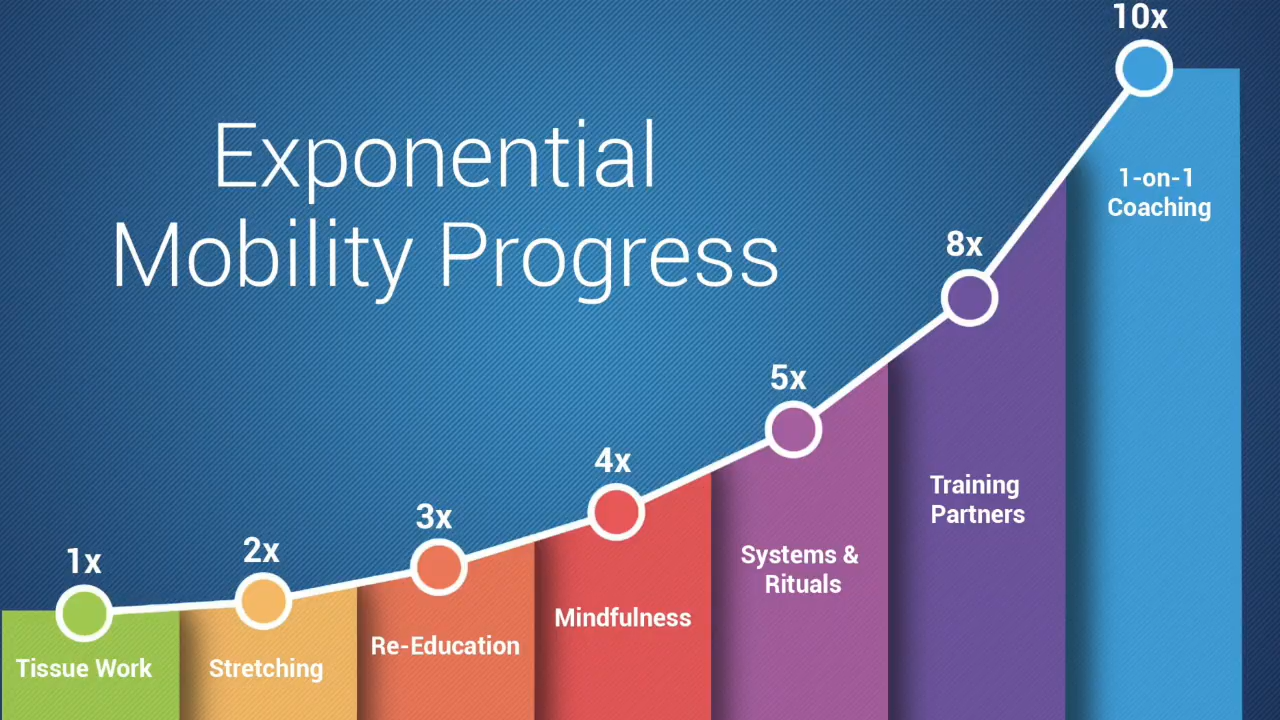 Exponential
Mobility Progress
1x
Tissue Work
2x
Stretching
3x
Re-Education
4x
Mindfulness
5x
Systems &
Rituals
8x
Training
Partners
10x
1-on-1
Coaching